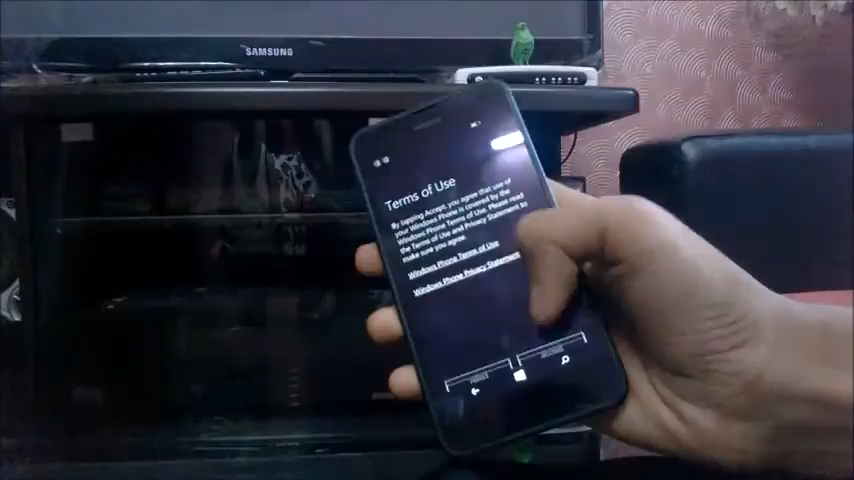 SAMSUNG
Terms of Use
By tapping Accept, you agree that use of
your Windows Phone is covered by the
Windows Phone Terms of Use. Please read
the Terms of Use and Privacy Statement to
make sure you agree.
Windows Phone Terms of Use
Windows Phone Privacy Statement